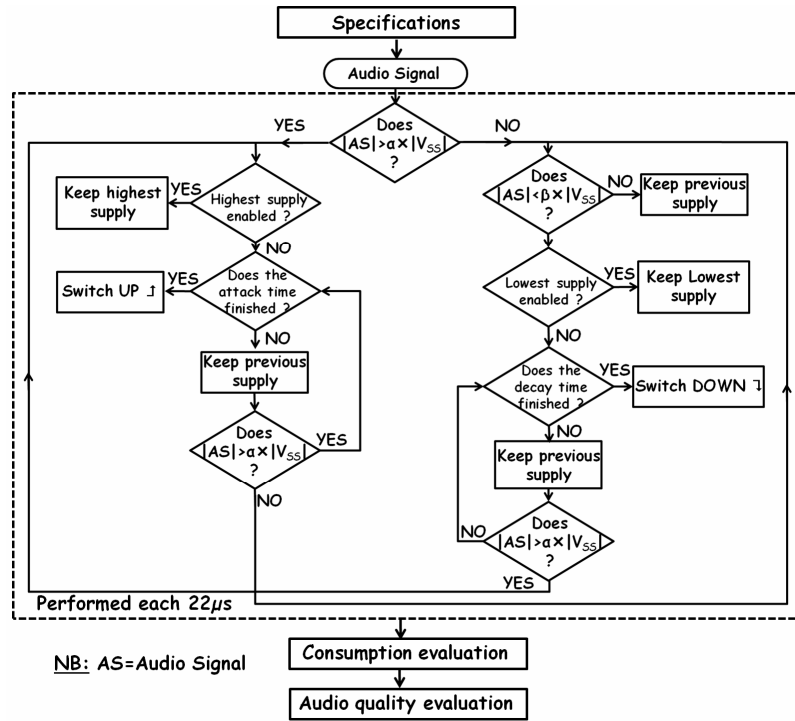 Specifications
Audio Signal
Does
|AS|>α×|VSS|
?
YES
NO
Highest supply
enabled ?
YES
Keep highest
supply
NO
Does the
attack time
finished ?
YES
Switch UP
NO
Keep previous
supply
Does
|AS|>α×|VSS|
?
YES
NO
Does
|AS|<β×|VSS|
?
NO
Keep previous
supply
Lowest supply
enabled ?
YES
Keep Lowest
supply
NO
Does the
decay time
finished ?
YES
Switch DOWN
NO
Keep previous
supply
Does
|AS|>α×|VSS|
?
NO
YES
Performed each 22µs
Consumption evaluation
NB: AS=Audio Signal
Audio quality evaluation